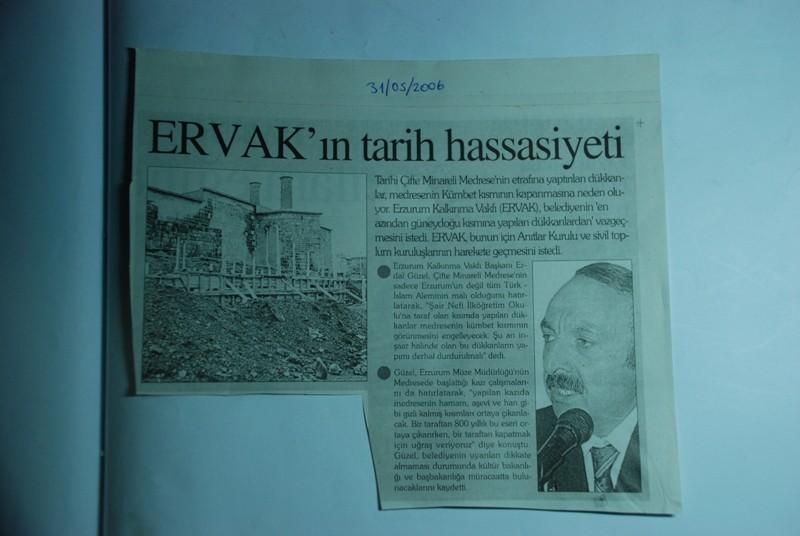 31/05/2006
ERVAK'ın tarih hassasiyeti
Tarihi Çifte Minareli Medrese'nin etrafına yaptırılan dükkan-
lar, medresenin Kümbet kısmının kapanmasına neden olu-
yor. Erzurum Kalkınma Vakfı (ERVAK), belediyenin 'en
azından güneydoğu kısmına yapılan dükkanlardan' vazgeç-
mesini istedi. ERVAK, bunun için Anıtlar Kurulu ve sivil top-
lum kuruluşlarının harekete geçmesini istedi.
Erzurum Kalkınma Vakfı Başkanı Er-
dal Güzel, Çifte Minareli Medrese'nin
sadece Erzurum'un değil tüm Türk -
İslam Aleminin malı olduğunu hatır-
latarak, "Şair Nefi İlköğretim Oku-
lu'na taraf olan kısımda yapılan dük-
kanlar medresenin kümbet kısmının
görünmesini engelleyecek. Şu an in-
şaat halinde olan bu dükkanların ya-
pımı derhal durdurulmalı" dedi.
Güzel, Erzurum Müze Müdürlüğü'nün
Medresede başlattığı kazı çalışmaları-
nı da hatırlatarak, "yapılan kazıda
medresenin hamam, aşevi ve han gi-
bi gizli kalmış kısımları ortaya çıkarıla-
cak. Bir taraftan 800 yıllık bu eseri or-
taya çıkarırken, bir taraftan kapatmak
için uğraş veriyoruz" diye konuştu.
Güzel, belediyenin uyarıları dikkate
almaması durumunda kültür bakanlı-
ğı ve başbakanlığa müracaatta bulu-
nacaklarını kaydetti.